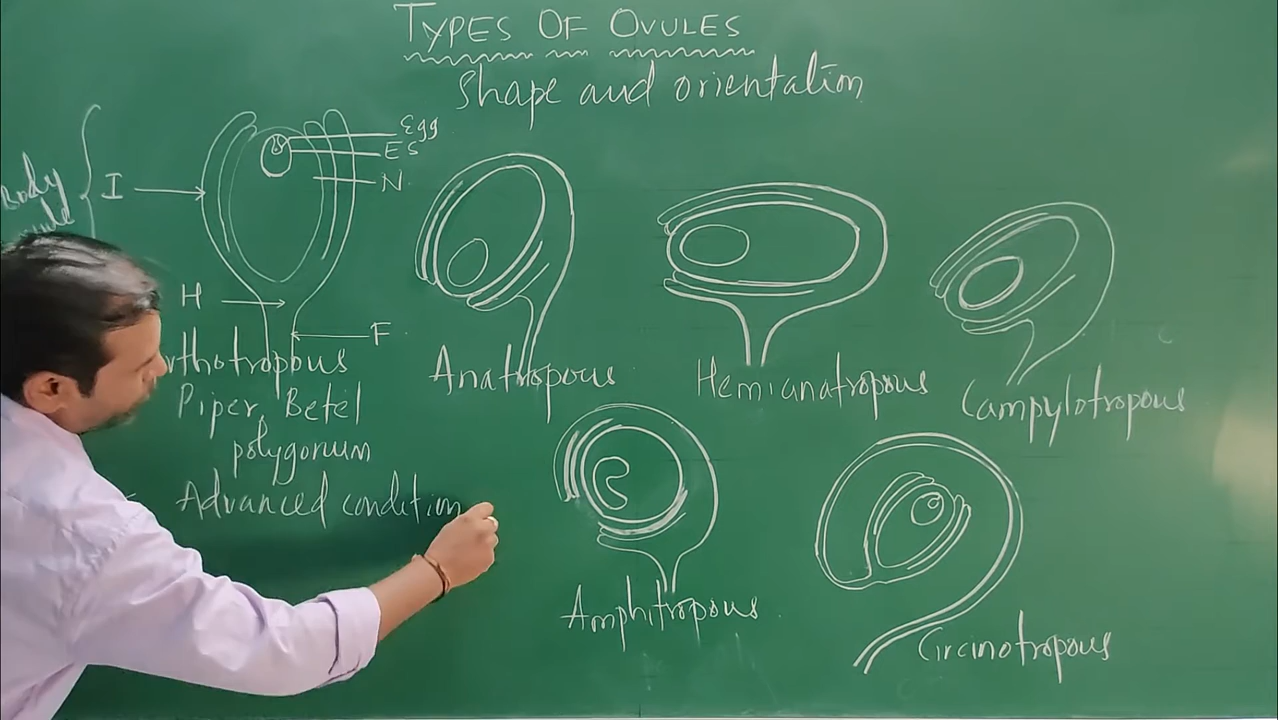 TYPES OF OVULES
Shape and orientation
Egg
ES
N
Body
I
H
F
rthotropous
Piper, Betel
polygonum
Advanced condition
Anatropous
Hemianatropous
Campylotropous
Amphitropous
Circinotropous